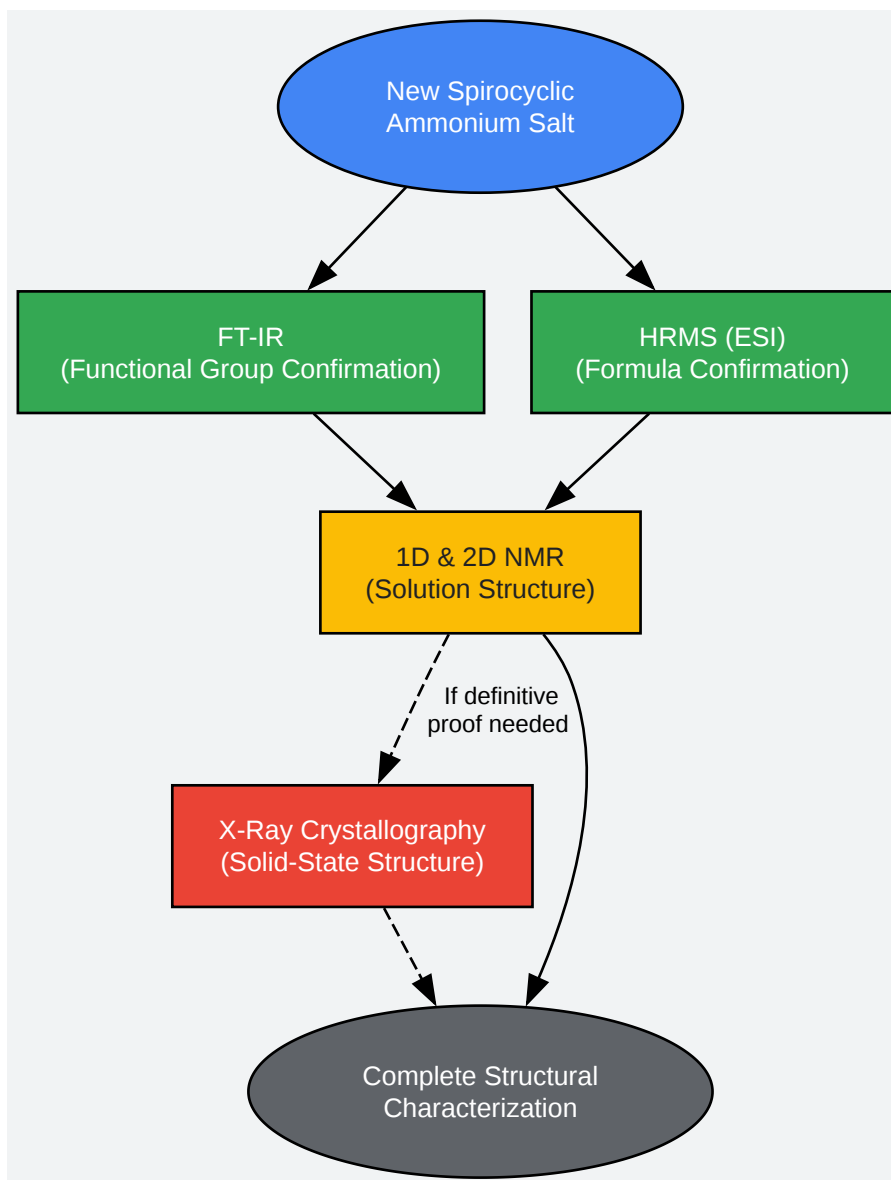 New Spirocyclic
Ammonium Salt
FT-IR
(Functional Group Confirmation)
HRMS (ESI)
(Formula Confirmation)
1D & 2D NMR
(Solution Structure)
If definitive
proof needed
X-Ray Crystallography
(Solid-State Structure)
Complete Structural
Characterization